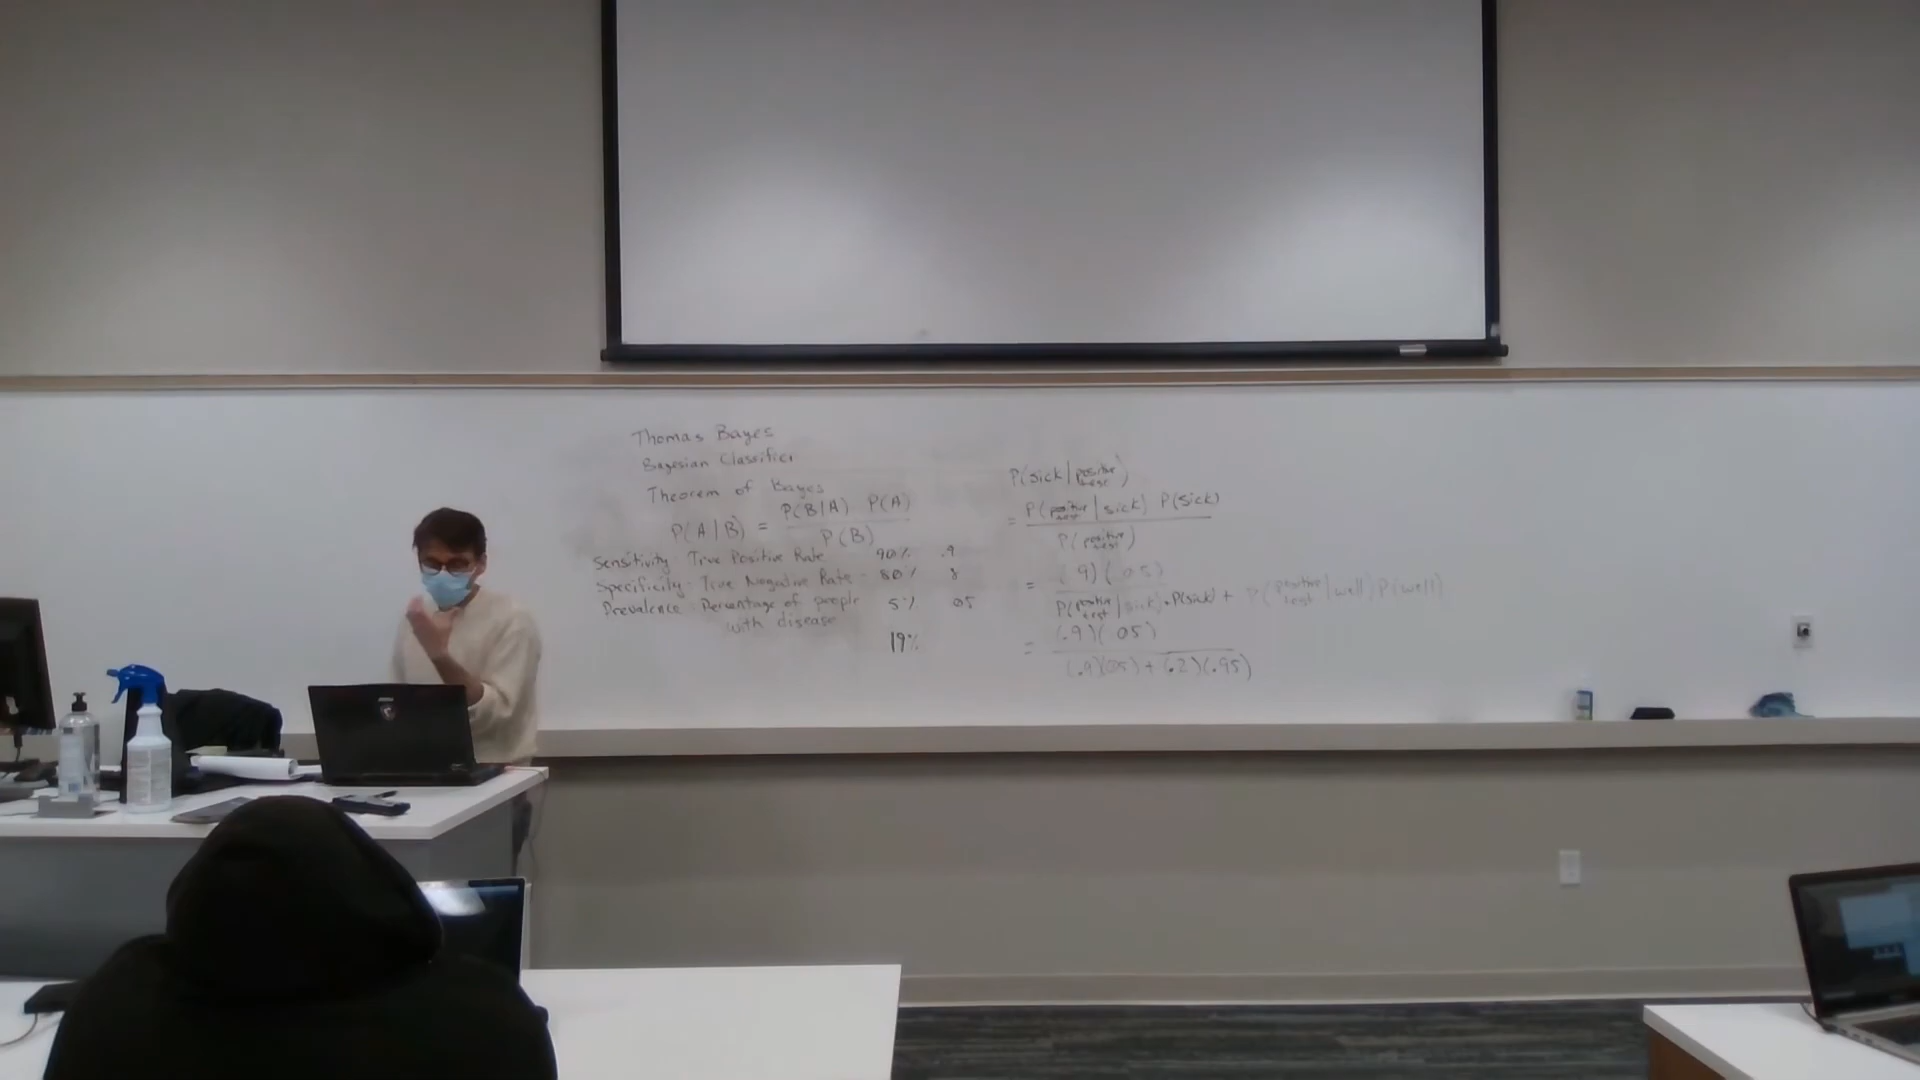 Thomas Bayes
Bayesian Classifier
Theorem of Bayes
P(A|B) = P(B|A) P(A) / P(B)
Sensitivity: True Positive Rate 90% .9
Specificity: True Negative Rate - 80% .8
Prevalence: Percentage of people 5% .05
with disease
19%
P(sick|positive test)
= P(positive test|sick) P(sick) / P(positive test)
= (.9)(.05) / P(positive test|sick)•P(sick) + P(positive test|well)P(well)
= (.9)(.05) / (.9)(.05) + (.2)(.95)